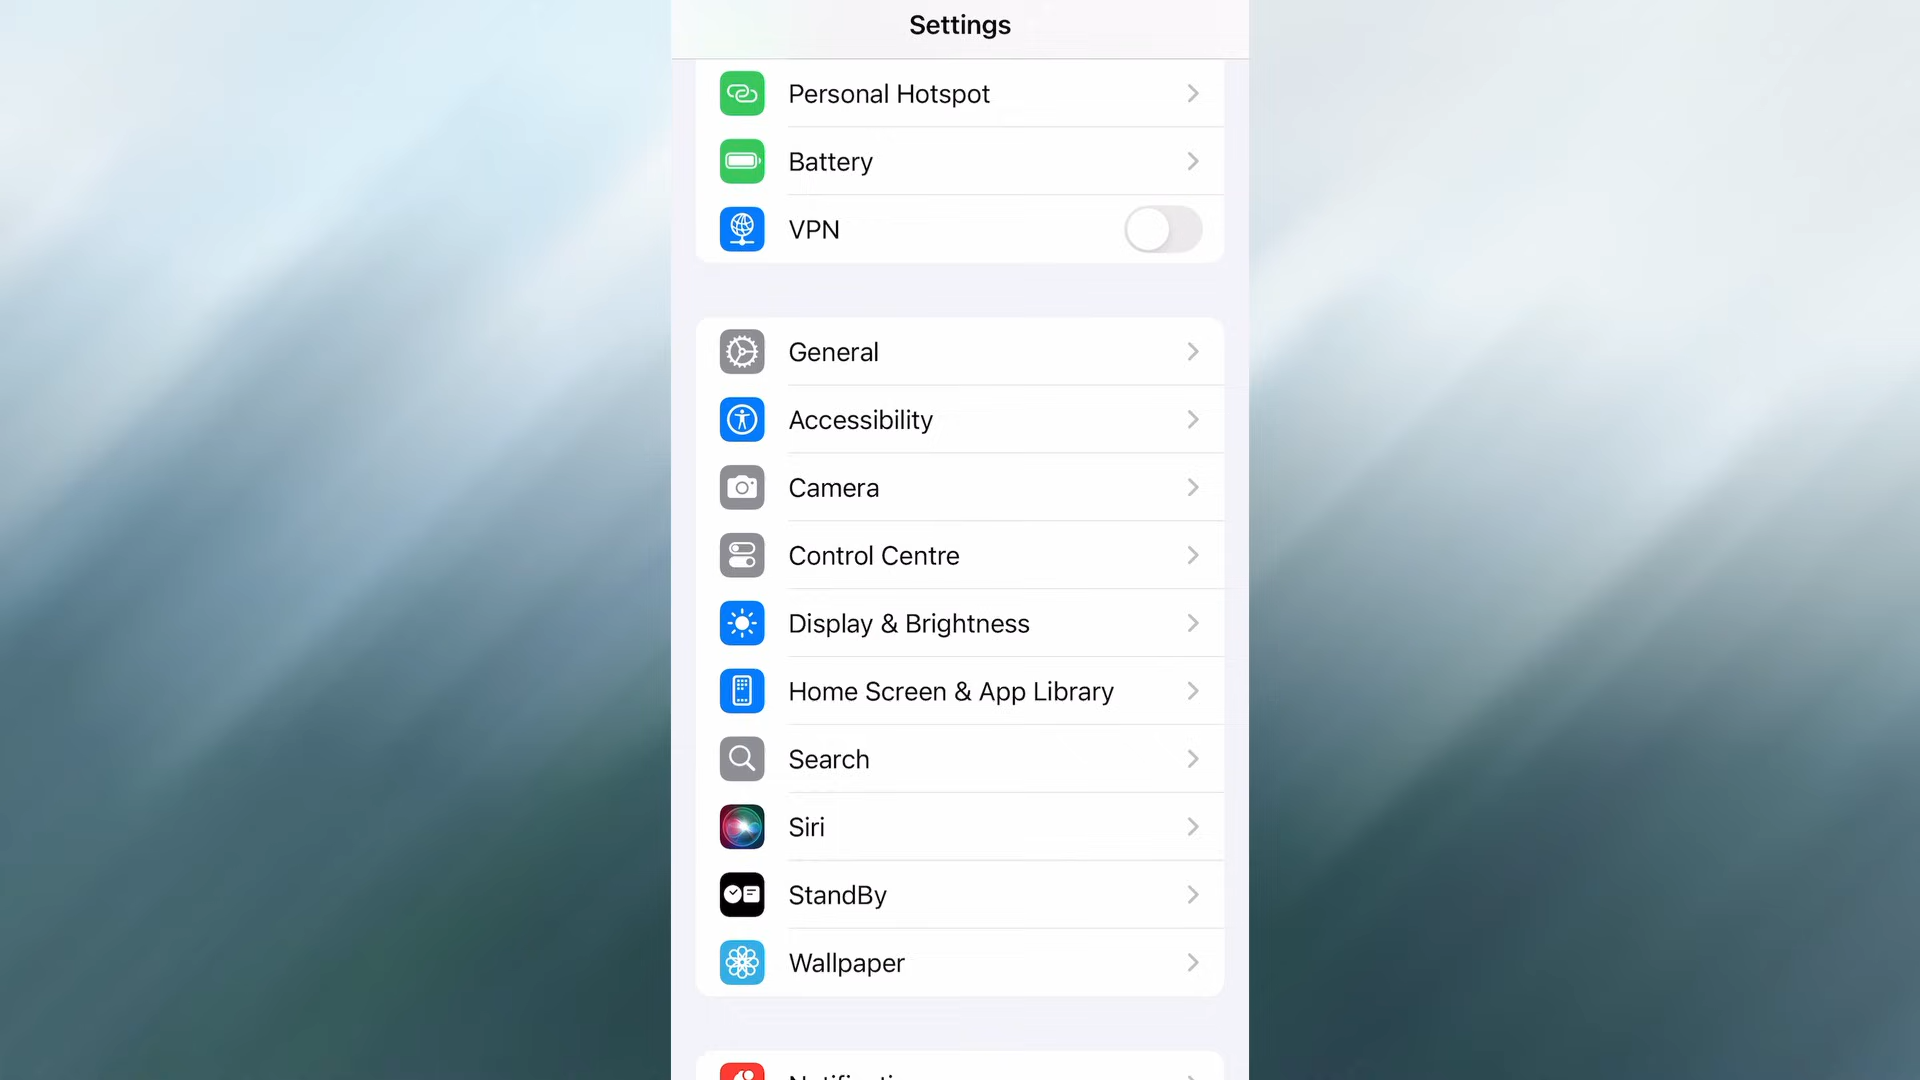 Settings
Personal Hotspot
Battery
VPN
General
Accessibility
Camera
Control Centre
Display & Brightness
Home Screen & App Library
Search
Siri
StandBy
Wallpaper